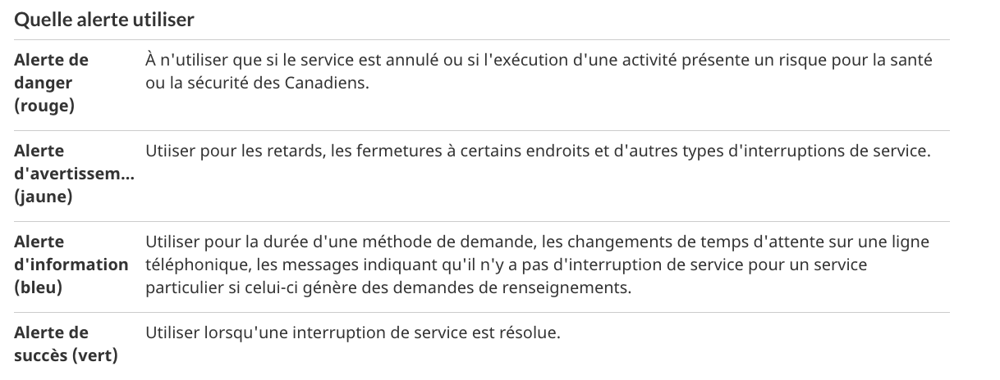 Quelle alerte utiliser
Alerte de
danger
(rouge)
À n'utiliser que si le service est annulé ou si l'exécution d'une activité présente un risque pour la santé
ou la sécurité des Canadiens.
Alerte
d'avertissem...
(jaune)
Utiiser pour les retards, les fermetures à certains endroits et d'autres types d'interruptions de service.
Alerte
d'information
(bleu)
Utiliser pour la durée d'une méthode de demande, les changements de temps d'attente sur une ligne
téléphonique, les messages indiquant qu'il n'y a pas d'interruption de service pour un service
particulier si celui-ci génère des demandes de renseignements.
Alerte de
succès (vert)
Utiliser lorsqu'une interruption de service est résolue.